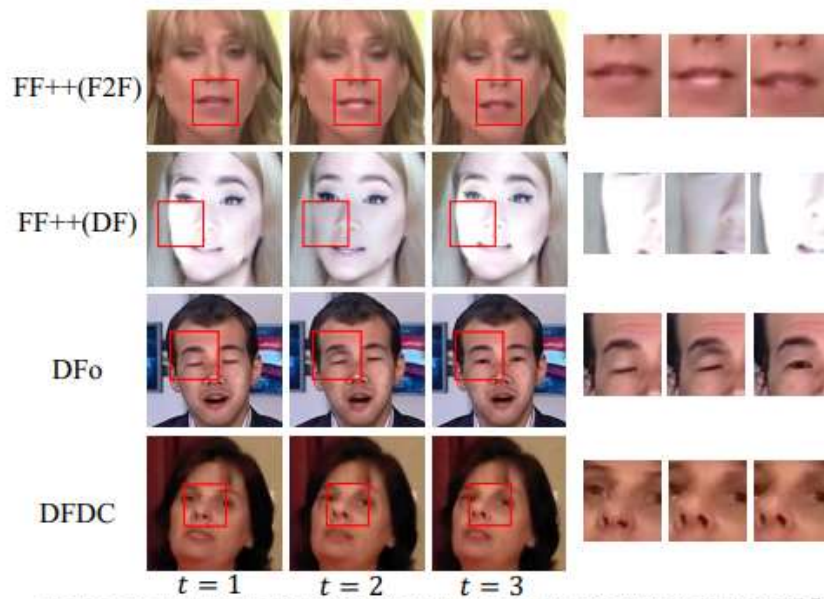 FF++(F2F)
FF++(DF)
DFo
DFDC
t = 1 t = 2 t = 3